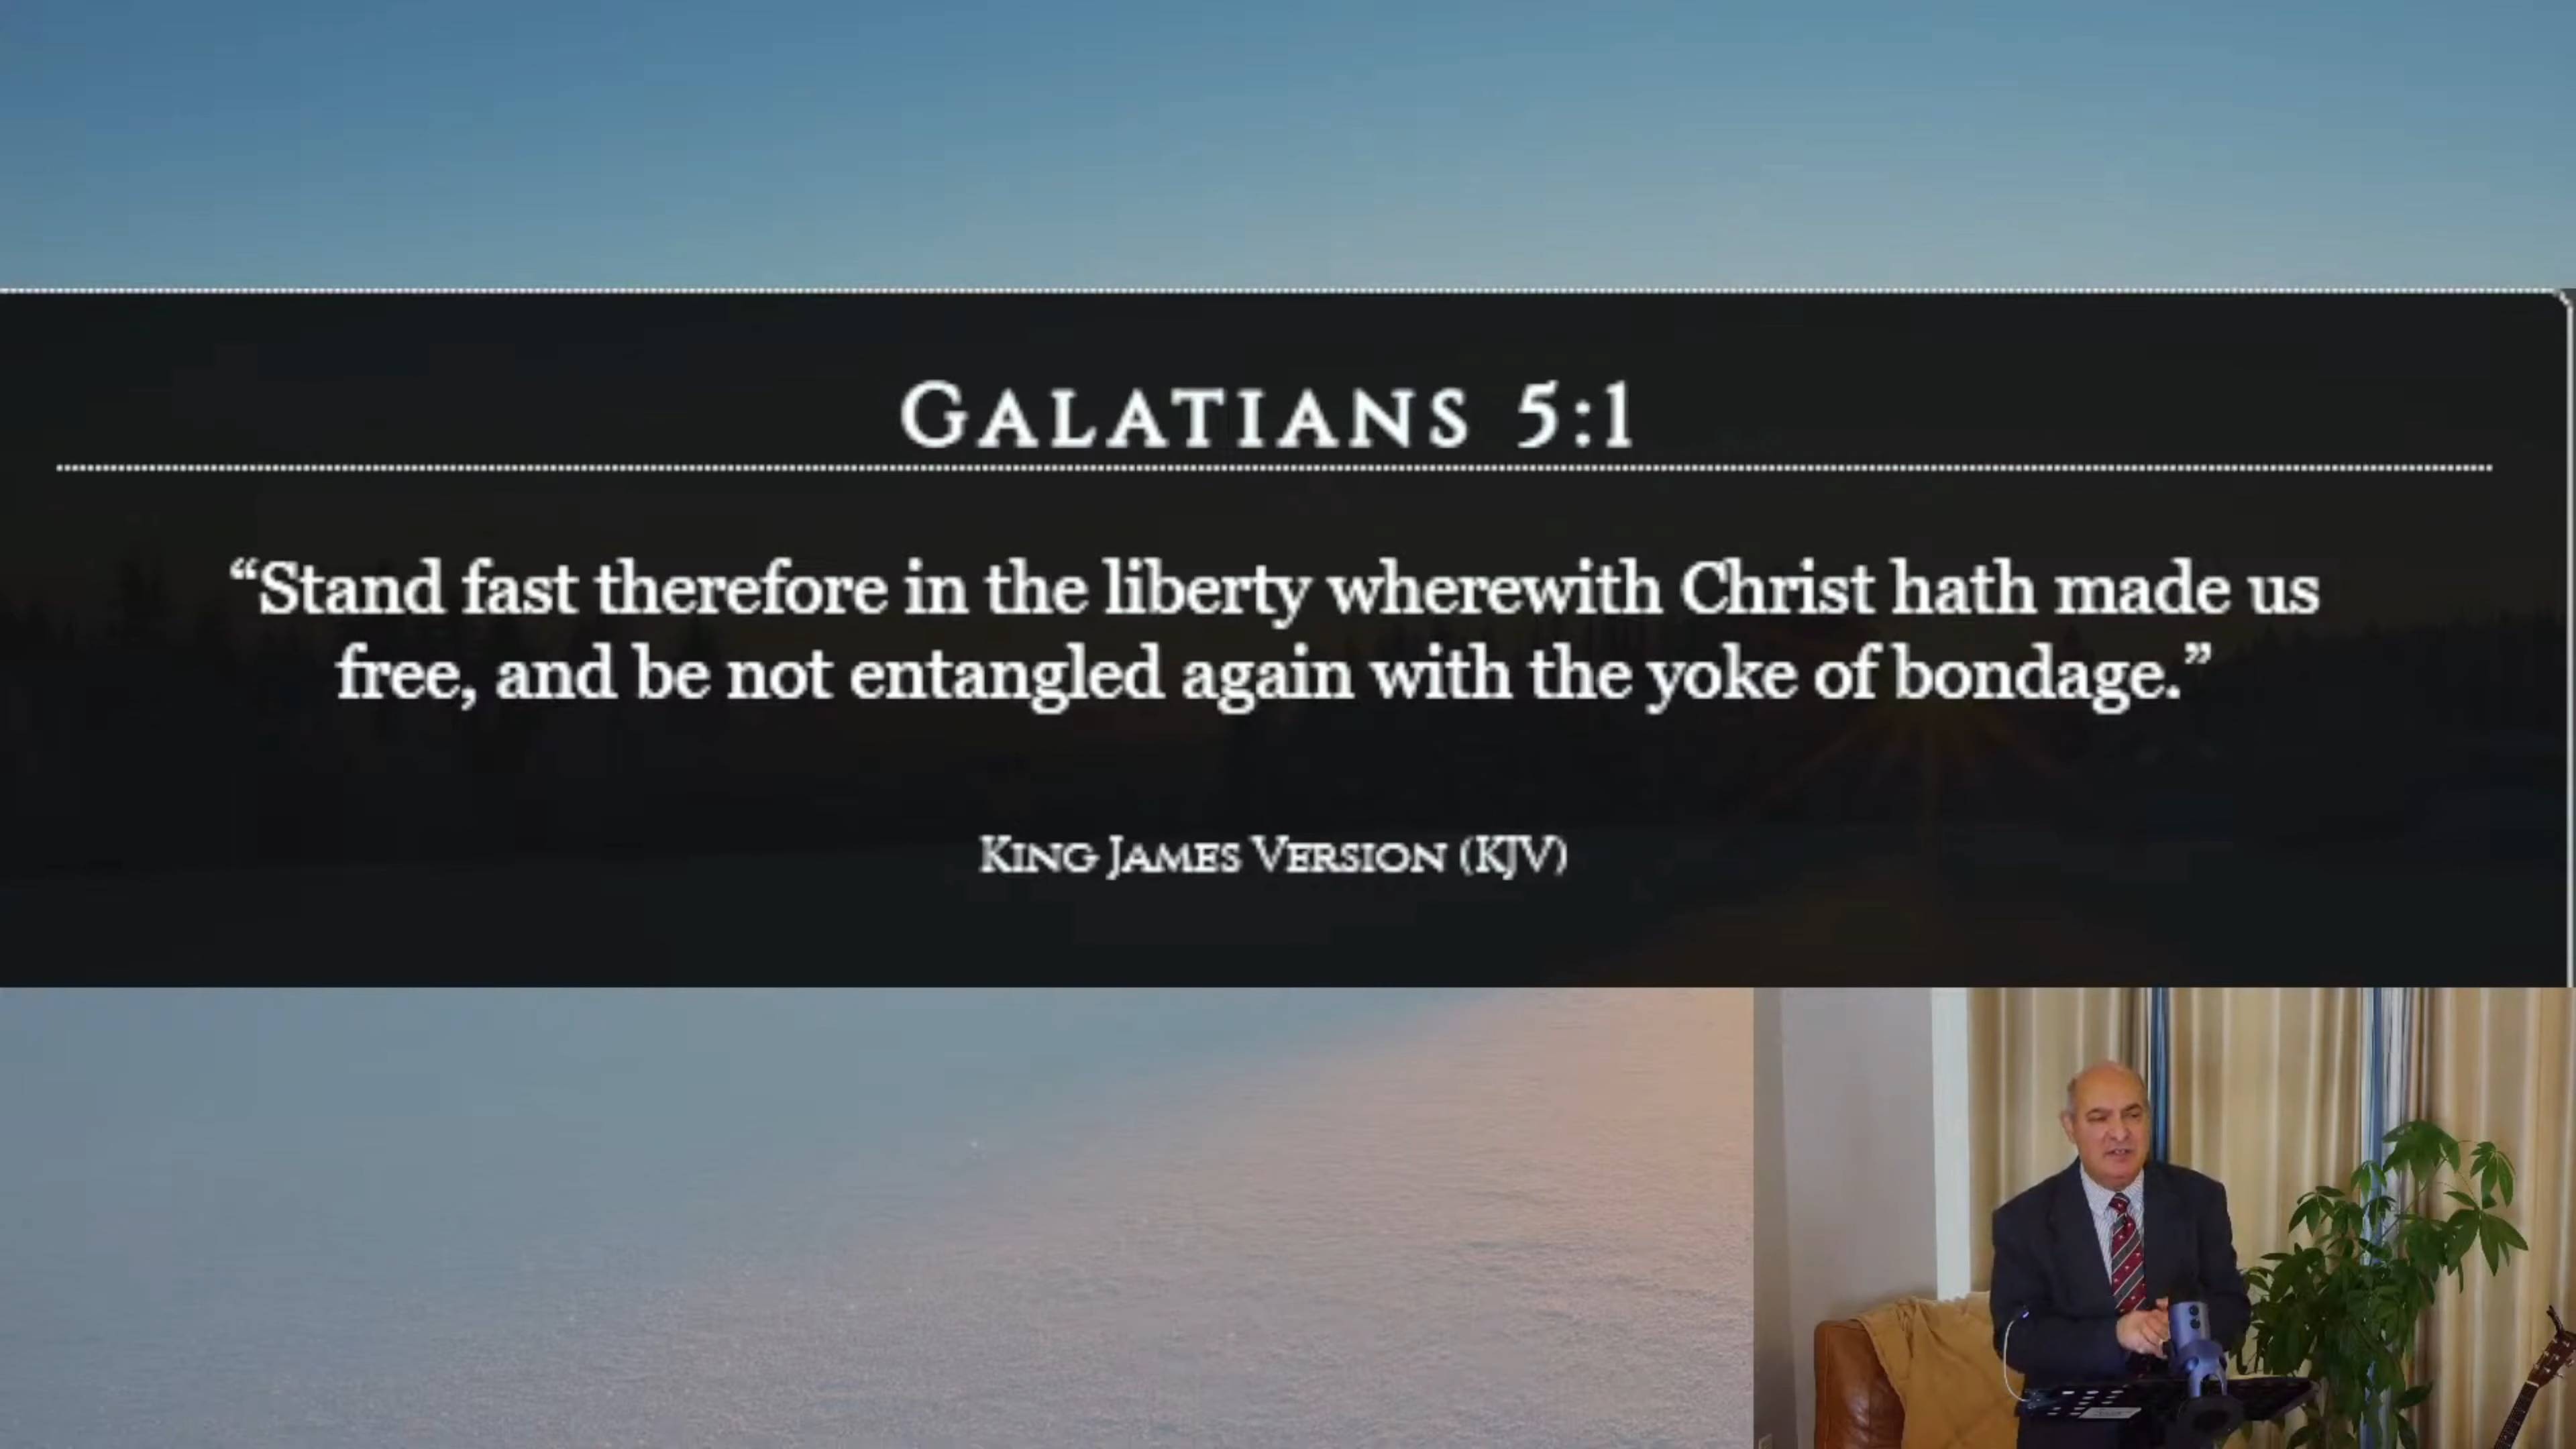 GALATIANS 5:1
“Stand fast therefore in the liberty wherewith Christ hath made us
free, and be not entangled again with the yoke of bondage.”
KING JAMES VERSION (KJV)